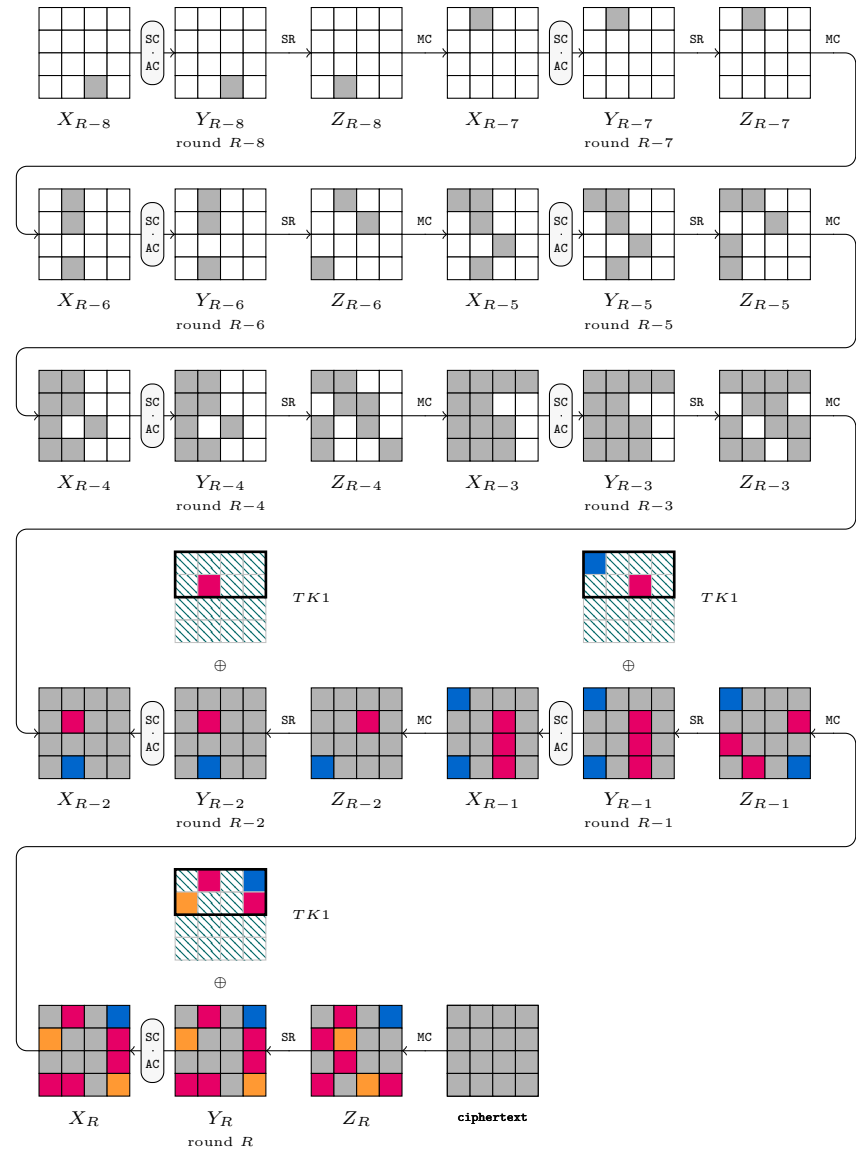 SC
.
AC
SR
MC
SC
.
AC
SR
MC
X_{R−8} Y_{R−8} Z_{R−8} X_{R−7} Y_{R−7} Z_{R−7}
round R−8 round R−7
SC
.
AC
SR
MC
SC
.
AC
SR
MC
X_{R−6} Y_{R−6} Z_{R−6} X_{R−5} Y_{R−5} Z_{R−5}
round R−6 round R−5
SC
.
AC
SR
MC
SC
.
AC
SR
MC
X_{R−4} Y_{R−4} Z_{R−4} X_{R−3} Y_{R−3} Z_{R−3}
round R−4 round R−3
TK1 TK1
⊕ ⊕
SC
.
AC
SR
MC
SC
.
AC
SR
MC
X_{R−2} Y_{R−2} Z_{R−2} X_{R−1} Y_{R−1} Z_{R−1}
round R−2 round R−1
TK1
⊕
SC
.
AC
SR
MC
X_R Y_R Z_R ciphertext
round R